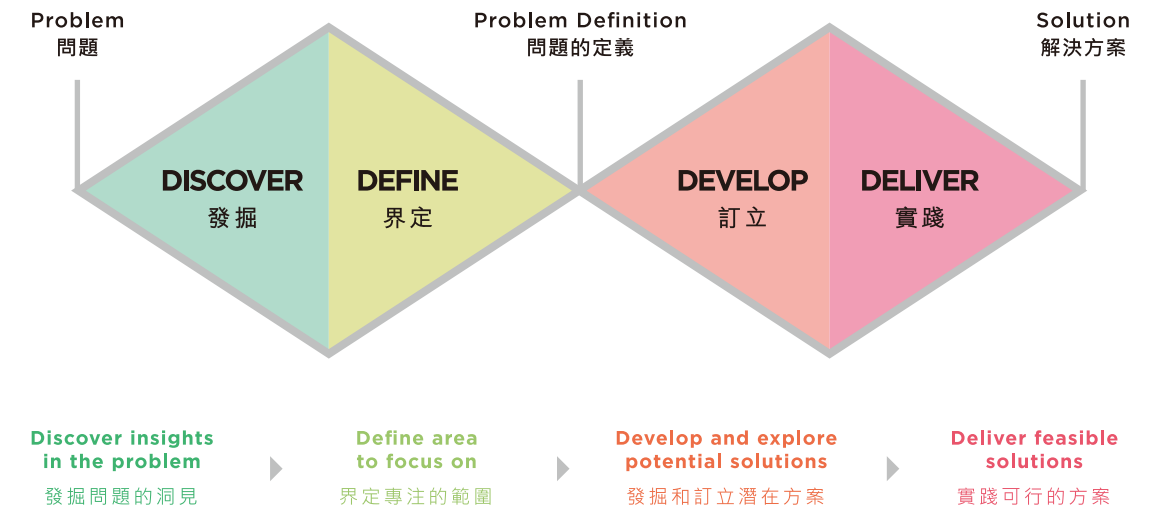 Problem
問題
Problem Definition
問題的定義
Solution
解決方案
DISCOVER
發掘
DEFINE
界定
DEVELOP
訂立
DELIVER
實踐
Discover insights
in the problem
發掘問題的洞見
Define area
to focus on
界定專注的範圍
Develop and explore
potential solutions
發掘和訂立潛在方案
Deliver feasible
solutions
實踐可行的方案